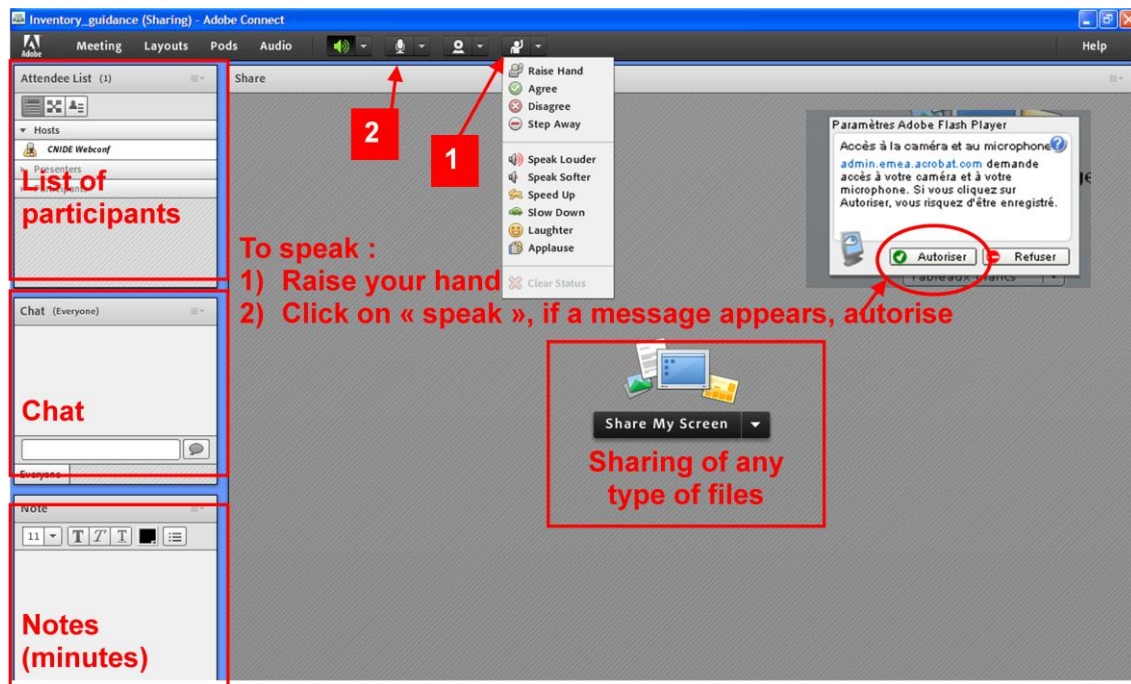 Inventory_guidance (Sharing) - Adobe Connect
Adobe
Meeting Layouts Pods Audio
Help
Attendee List (1)
Hosts
CNIDE Webconf
Presenters
Participants
List of
participants
Chat (Everyone)
Chat
Everyone
Note
11 T T T
Notes
(minutes)
Share
2
1
Raise Hand
Agree
Disagree
Step Away
Speak Louder
Speak Softer
Speed Up
Slow Down
Laughter
Applause
Clear Status
To speak :
1) Raise your hand
2) Click on « speak », if a message appears, autorise
Paramètres Adobe Flash Player
Accès à la caméra et au microphone
admin.emea.acrobat.com demande
accès à votre caméra et à votre
microphone. Si vous cliquez sur
Autoriser, vous risquez d'être enregistré.
Autoriser Refuser
Tableaux blancs
Share My Screen
Sharing of any
type of files